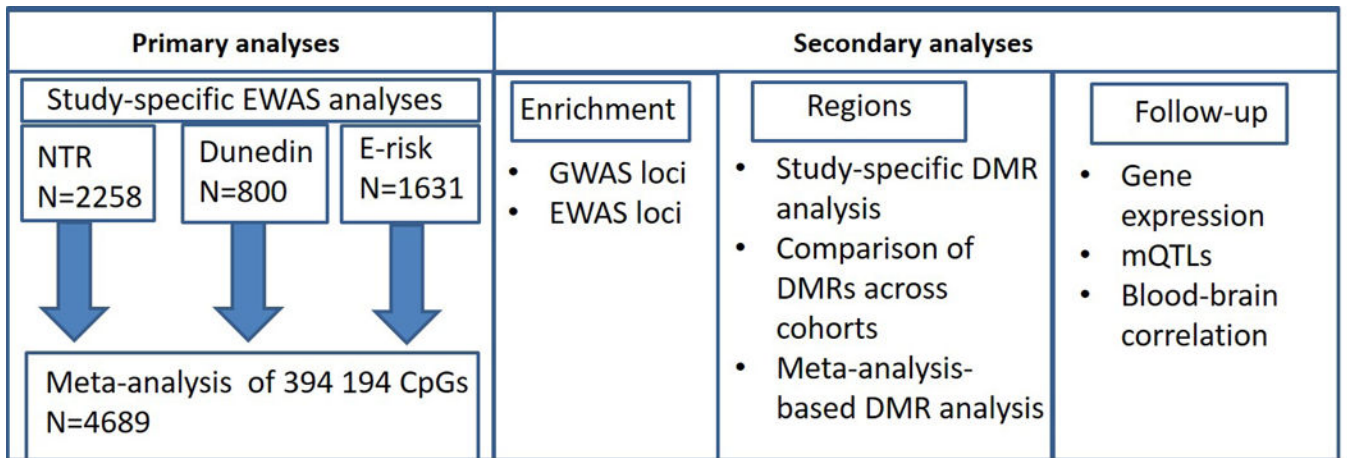 Primary analyses
Secondary analyses
Study-specific EWAS analyses
NTR
N=2258
Dunedin
N=800
E-risk
N=1631
Meta-analysis of 394 194 CpGs
N=4689
Enrichment
• GWAS loci
• EWAS loci
Regions
• Study-specific DMR
analysis
• Comparison of
DMRs across
cohorts
• Meta-analysis-
based DMR analysis
Follow-up
• Gene
expression
• mQTLs
• Blood-brain
correlation